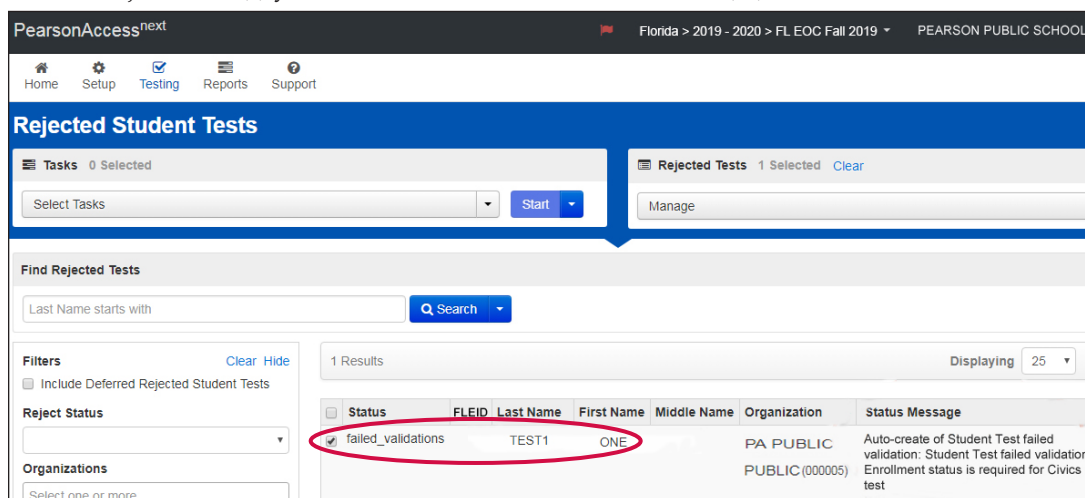 PearsonAccessnext
Florida > 2019 - 2020 > FL EOC Fall 2019
PEARSON PUBLIC SCHOOL
Home Setup Testing Reports Support
Rejected Student Tests
Tasks 0 Selected
Select Tasks Start
Rejected Tests 1 Selected Clear
Manage
Find Rejected Tests
Last Name starts with Search
Filters Clear Hide
Include Deferred Rejected Student Tests
Reject Status
Organizations
Select one or more
1 Results Displaying 25
Status FLEID Last Name First Name Middle Name Organization Status Message
failed_validations TEST1 ONE
PA PUBLIC
PUBLIC (000005)
Auto-create of Student Test failed
validation: Student Test failed validation
Enrollment status is required for Civics
test